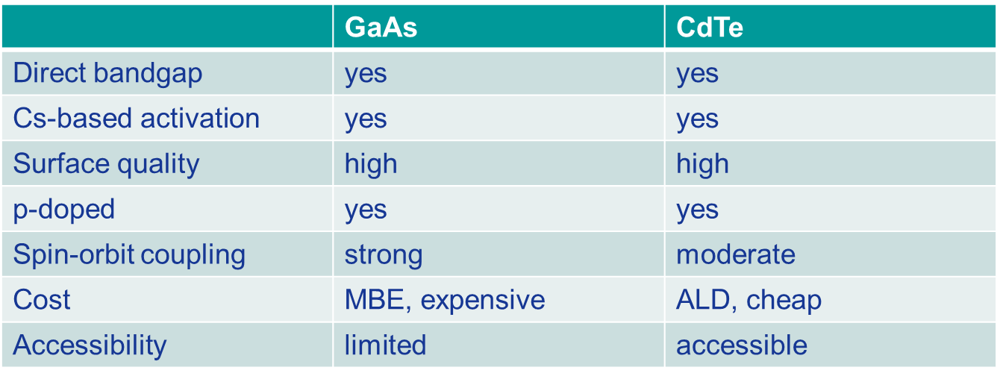 GaAs CdTe
Direct bandgap yes yes
Cs-based activation yes yes
Surface quality high high
p-doped yes yes
Spin-orbit coupling strong moderate
Cost MBE, expensive ALD, cheap
Accessibility limited accessible